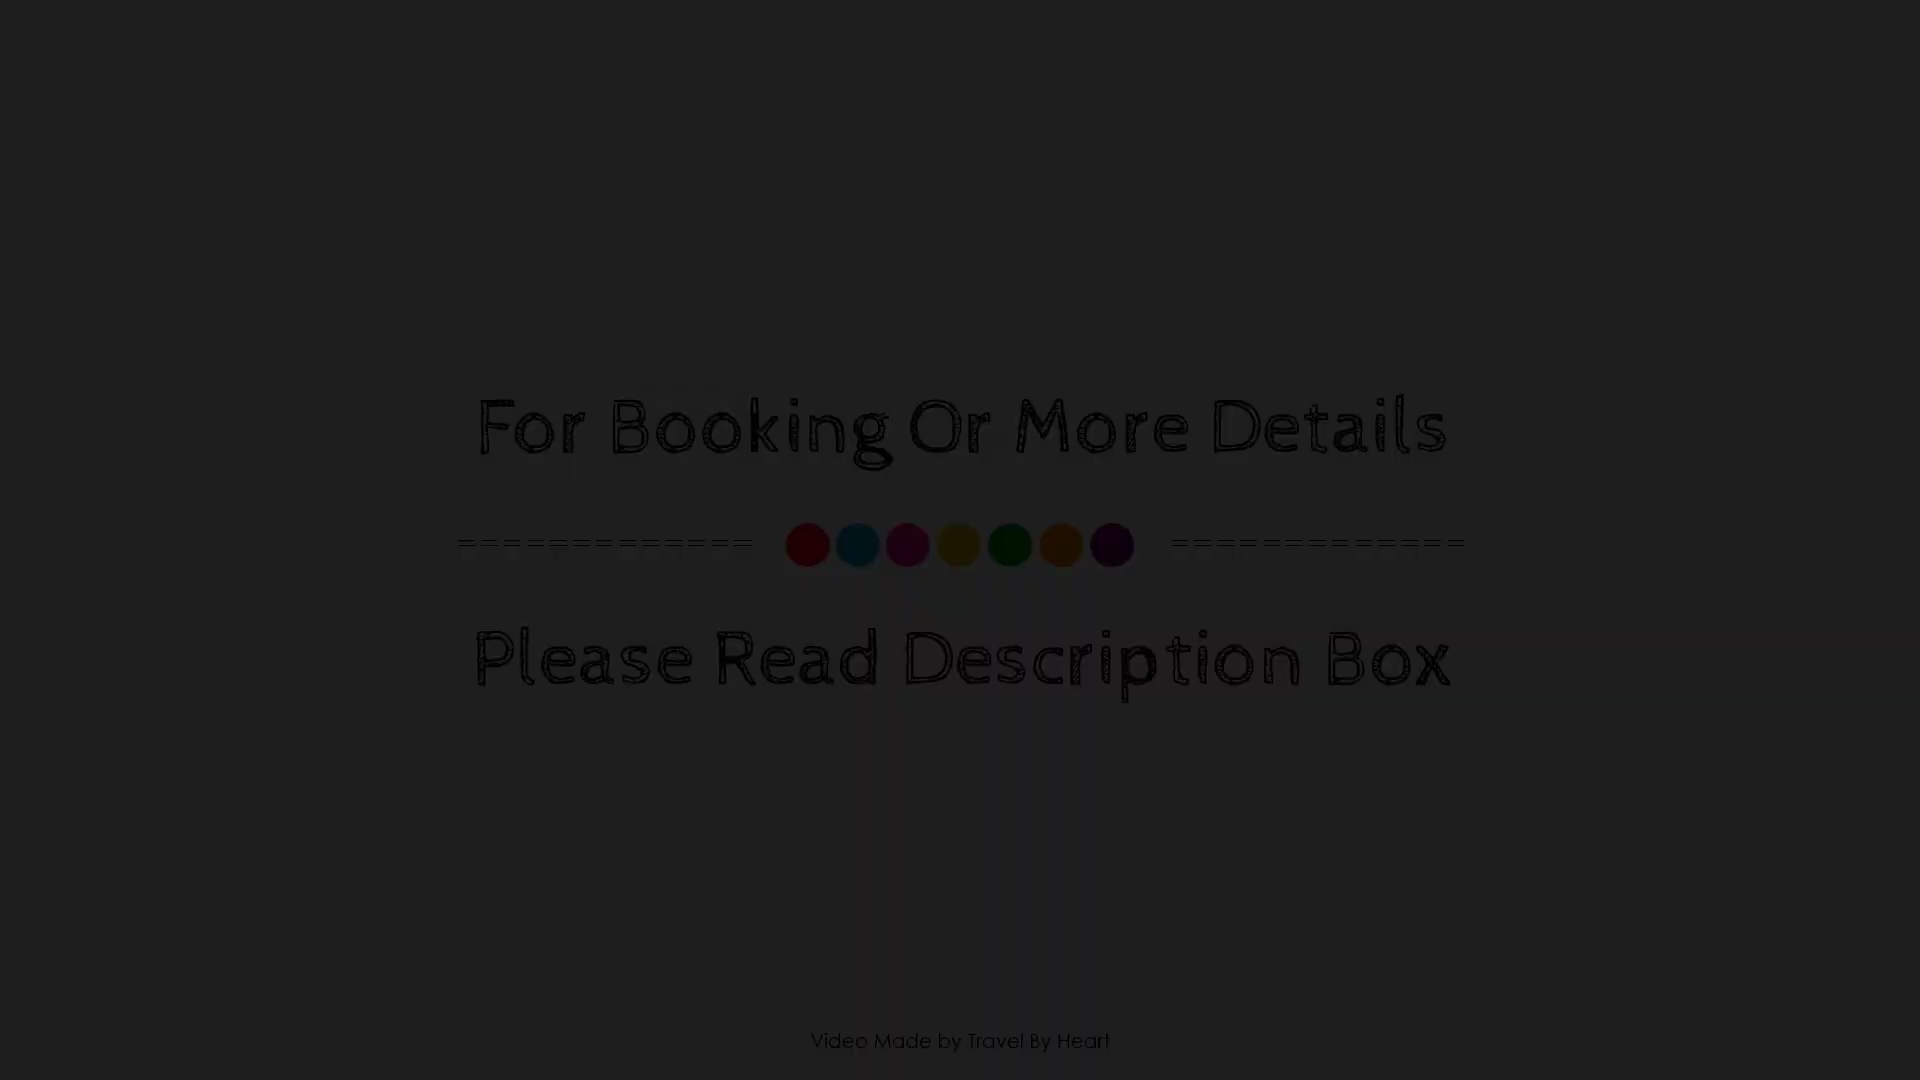 For Booking Or More Details
============= =============
Please Read Description Box
Video Made by Travel By Heart